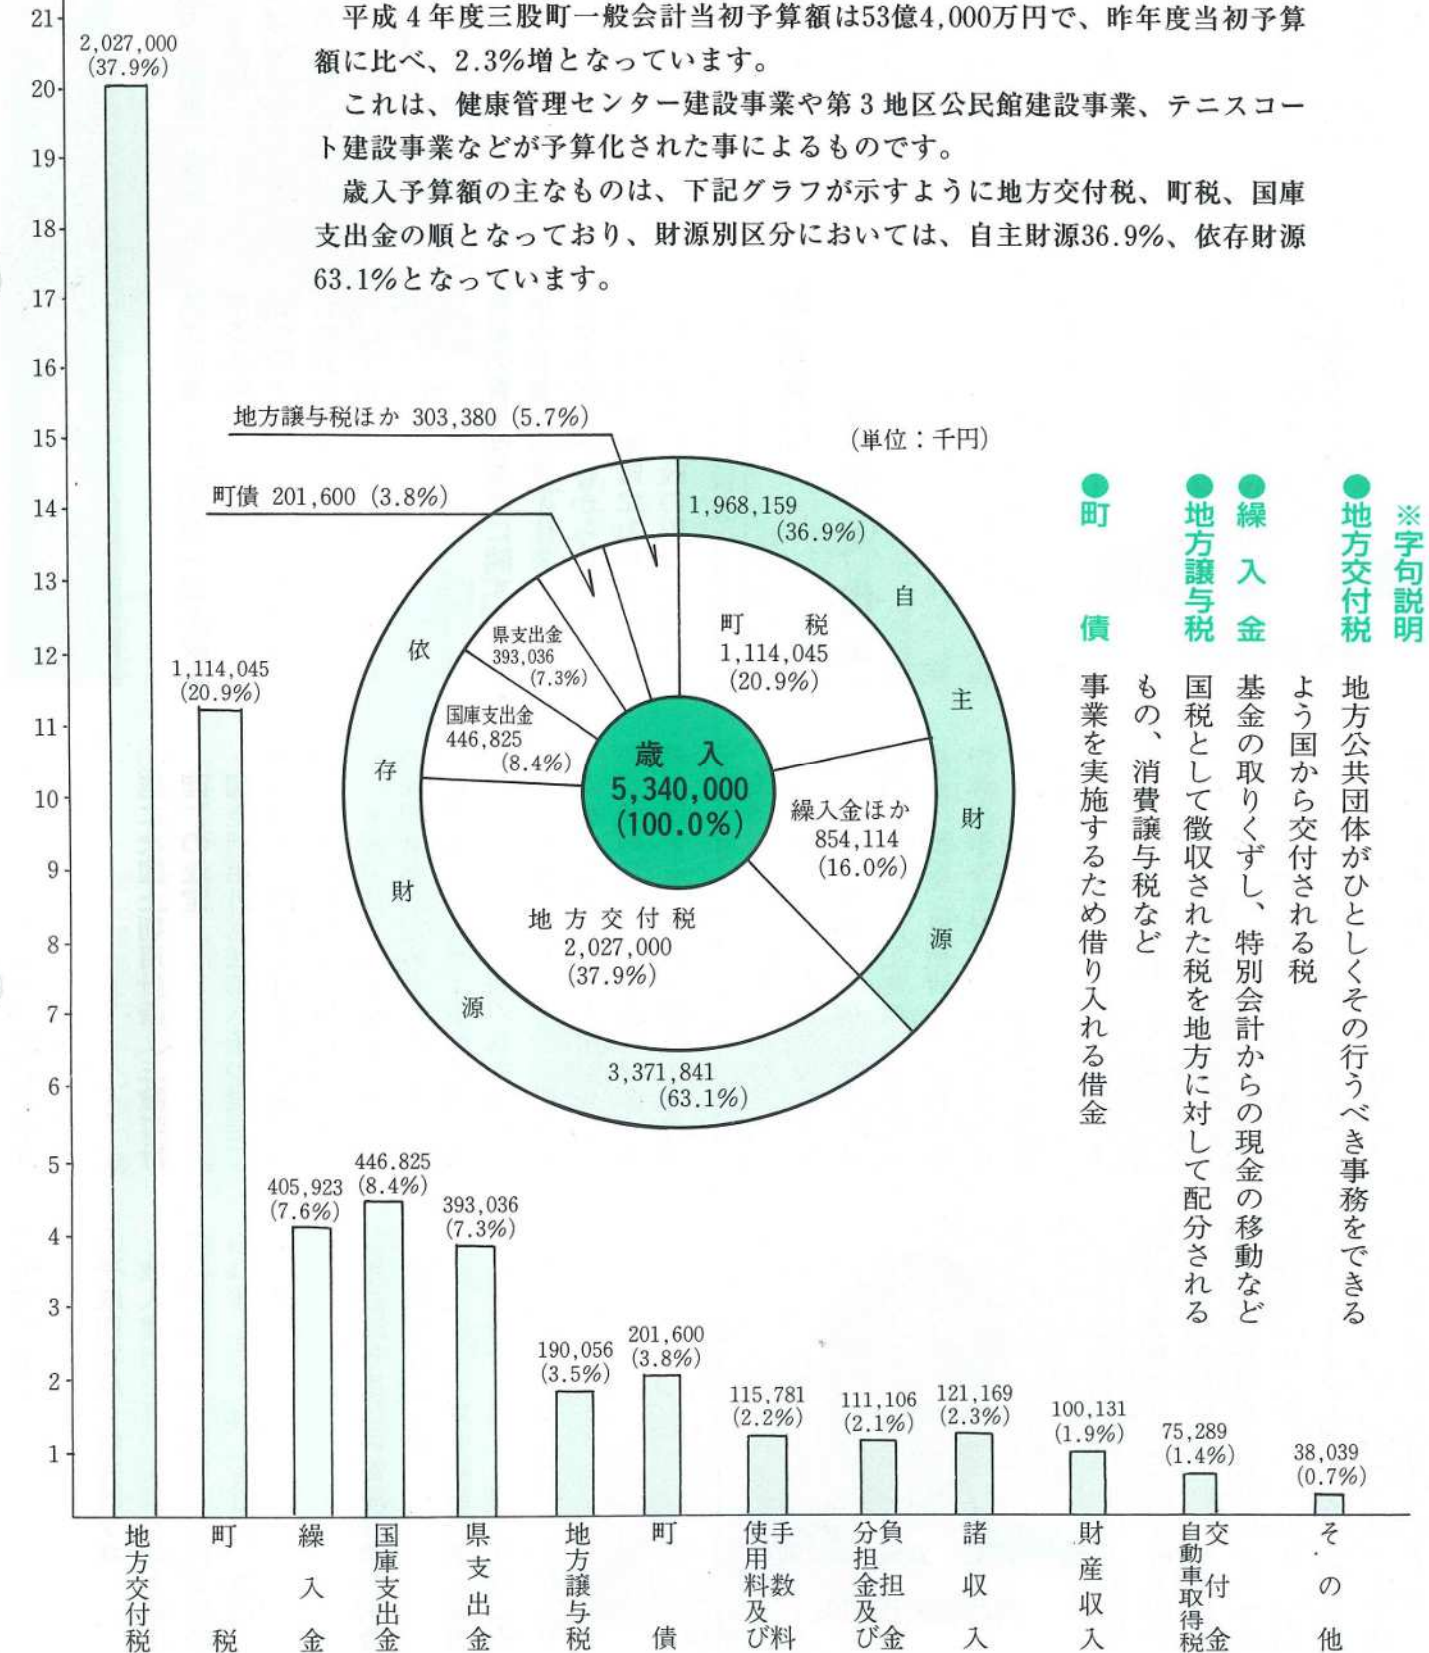 平成4年度三股町一般会計当初予算額は53億4,000万円で、昨年度当初予算
額に比べ、2.3%増となっています。
これは、健康管理センター建設事業や第3地区公民館建設事業、テニスコー
ト建設事業などが予算化された事によるものです。
歳入予算額の主なものは、下記グラフが示すように地方交付税、町税、国庫
支出金の順となっており、財源別区分においては、自主財源36.9%、依存財源
63.1%となっています。
21
20
19
18
17
16
15
14
13
12
11
10
9
8
7
6
5
4
3
2
1
2,027,000
(37.9%)
1,114,045
(20.9%)
405,923
(7.6%)
446.825
(8.4%)
393,036
(7.3%)
190,056
(3.5%)
201,600
(3.8%)
115,781
(2.2%)
111,106
(2.1%)
121,169
(2.3%)
100,131
(1.9%)
75,289
(1.4%)
38,039
(0.7%)
地方交付税
町税
繰入金
国庫支出金
県支出金
地方譲与税
町債
使用料及び
手数料
分担金及び
負担金
諸収入
財産収入
自動車取得税
交付金
その他
(単位：千円)
地方譲与税ほか 303,380 (5.7%)
町債 201,600 (3.8%)
1,968,159
(36.9%)
自主財源
町税
1,114,045
(20.9%)
繰入金ほか
854,114
(16.0%)
県支出金
393,036
(7.3%)
国庫支出金
446,825
(8.4%)
歳入
5,340,000
(100.0%)
地方交付税
2,027,000
(37.9%)
依存財源
3,371,841
(63.1%)
※字句説明
●地方交付税 地方公共団体がひとしくその行うべき事務をできる
よう国から交付される税
●繰入金 基金の取りくずし、特別会計からの現金の移動など
●地方譲与税 国税として徴収された税を地方に対して配分される
もの、消費譲与税など
●町債 事業を実施するため借り入れる借金